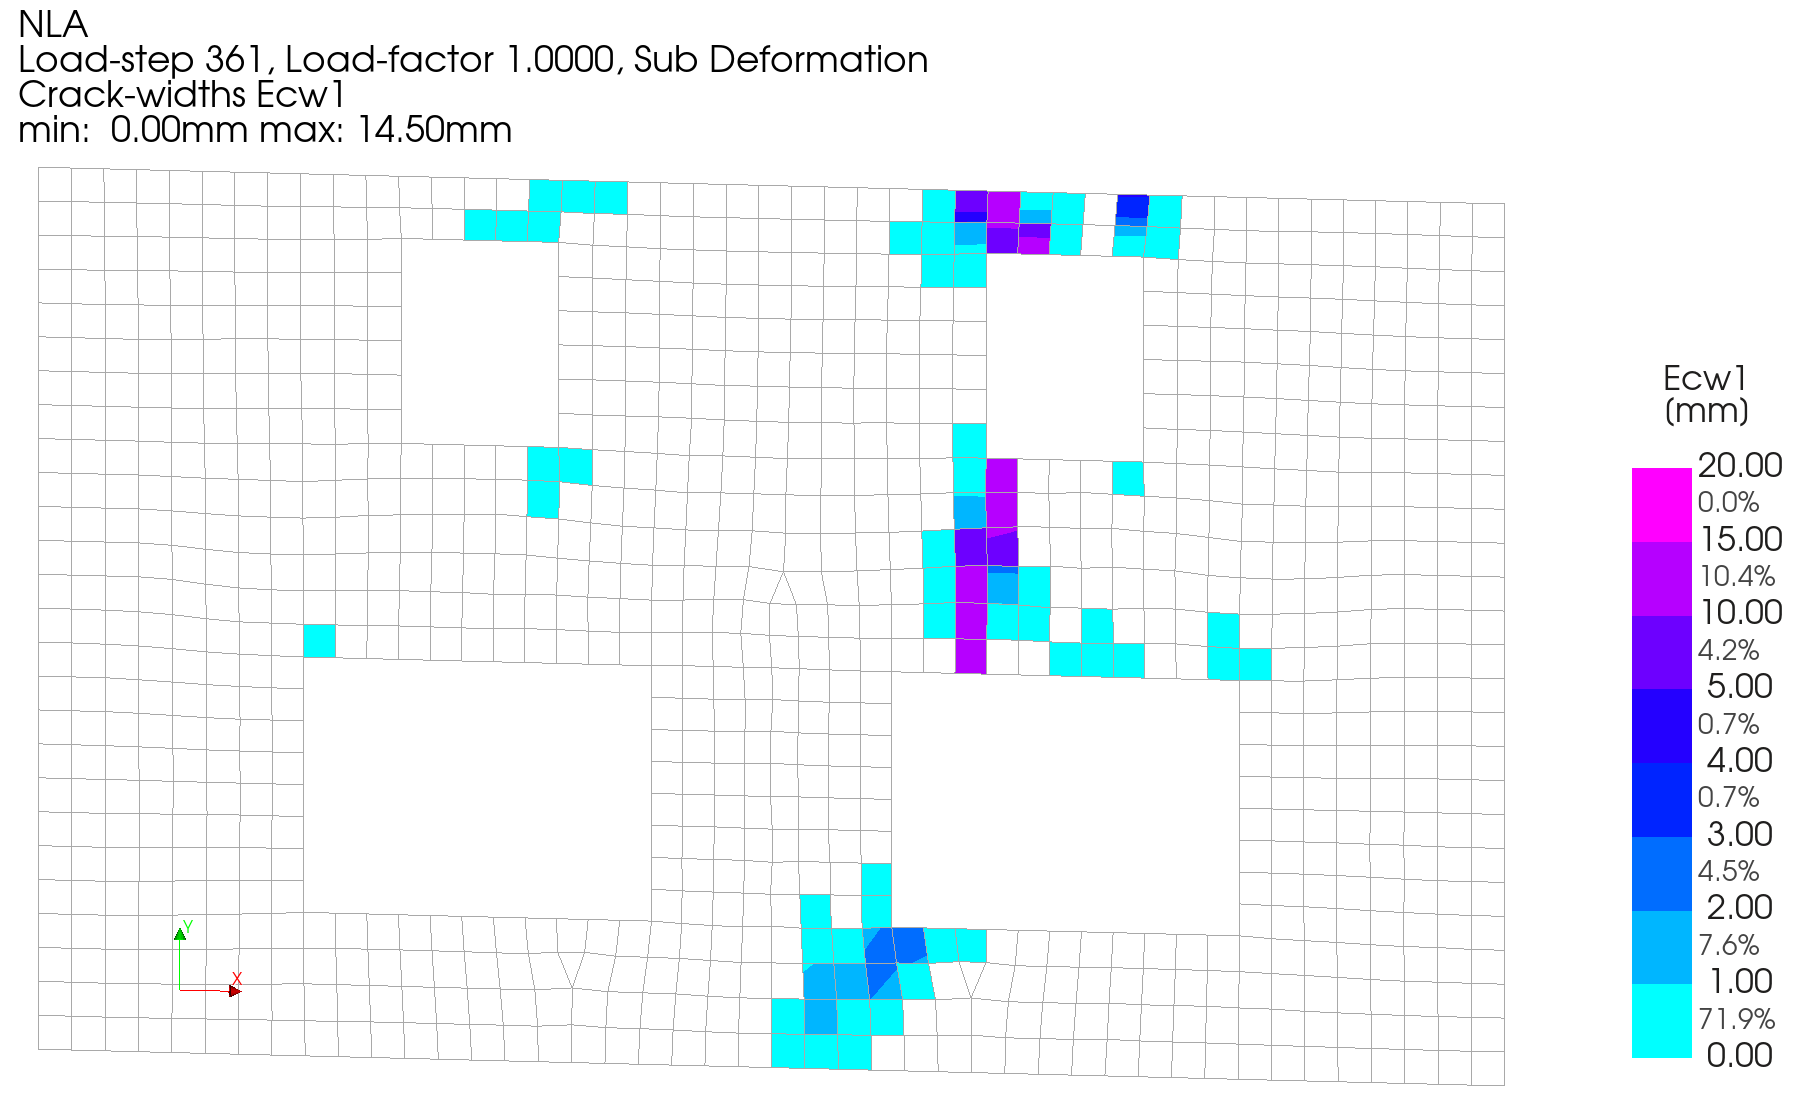 NLA
Load-step 361, Load-factor 1.0000, Sub Deformation
Crack-widths Ecw1
min:  0.00mm max: 14.50mm
Ecw1
(mm)
20.00
0.0%
15.00
10.4%
10.00
4.2%
5.00
0.7%
4.00
0.7%
3.00
4.5%
2.00
7.6%
1.00
71.9%
0.00
Y
X